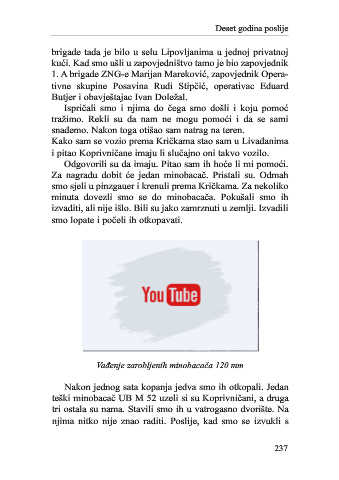 Deset godina poslije
brigade tada je bilo u selu Lipovljanima u jednoj privatnoj
kući. Kad smo ušli u zapovjedništvo tamo je bio zapovjednik
1. A brigade ZNG-e Marijan Mareković, zapovjednik Opera-
tivne skupine Posavina Rudi Stipčić, operativac Eduard
Butjer i obavještajac Ivan Doležal.
Ispričali smo i njima do čega smo došli i koju pomoć
tražimo. Rekli su da nam ne mogu pomoći i da se sami
snađemo. Nakon toga otišao sam natrag na teren.
Kako sam se vozio prema Kričkama stao sam u Livađanima
i pitao Koprivničane imaju li slučajno oni takvo vozilo.
Odgovorili su da imaju. Pitao sam ih hoće li mi pomoći.
Za nagradu dobit će jedan minobacač. Pristali su. Odmah
smo sjeli u pinzgauer i krenuli prema Kričkama. Za nekoliko
minuta dovezli smo se do minobacača. Pokušali smo ih
izvaditi, ali nije išlo. Bili su jako zamrznuti u zemlji. Izvadili
smo lopate i počeli ih otkopavati.
YouTube
Vađenje zarobljenih minobacača 120 mm
Nakon jednog sata kopanja jedva smo ih otkopali. Jedan
teški minobacač UB M 52 uzeli si su Koprivničani, a druga
tri ostala su nama. Stavili smo ih u vatrogasno dvorište. Na
njima nitko nije znao raditi. Poslije, kad smo se izvukli s
237